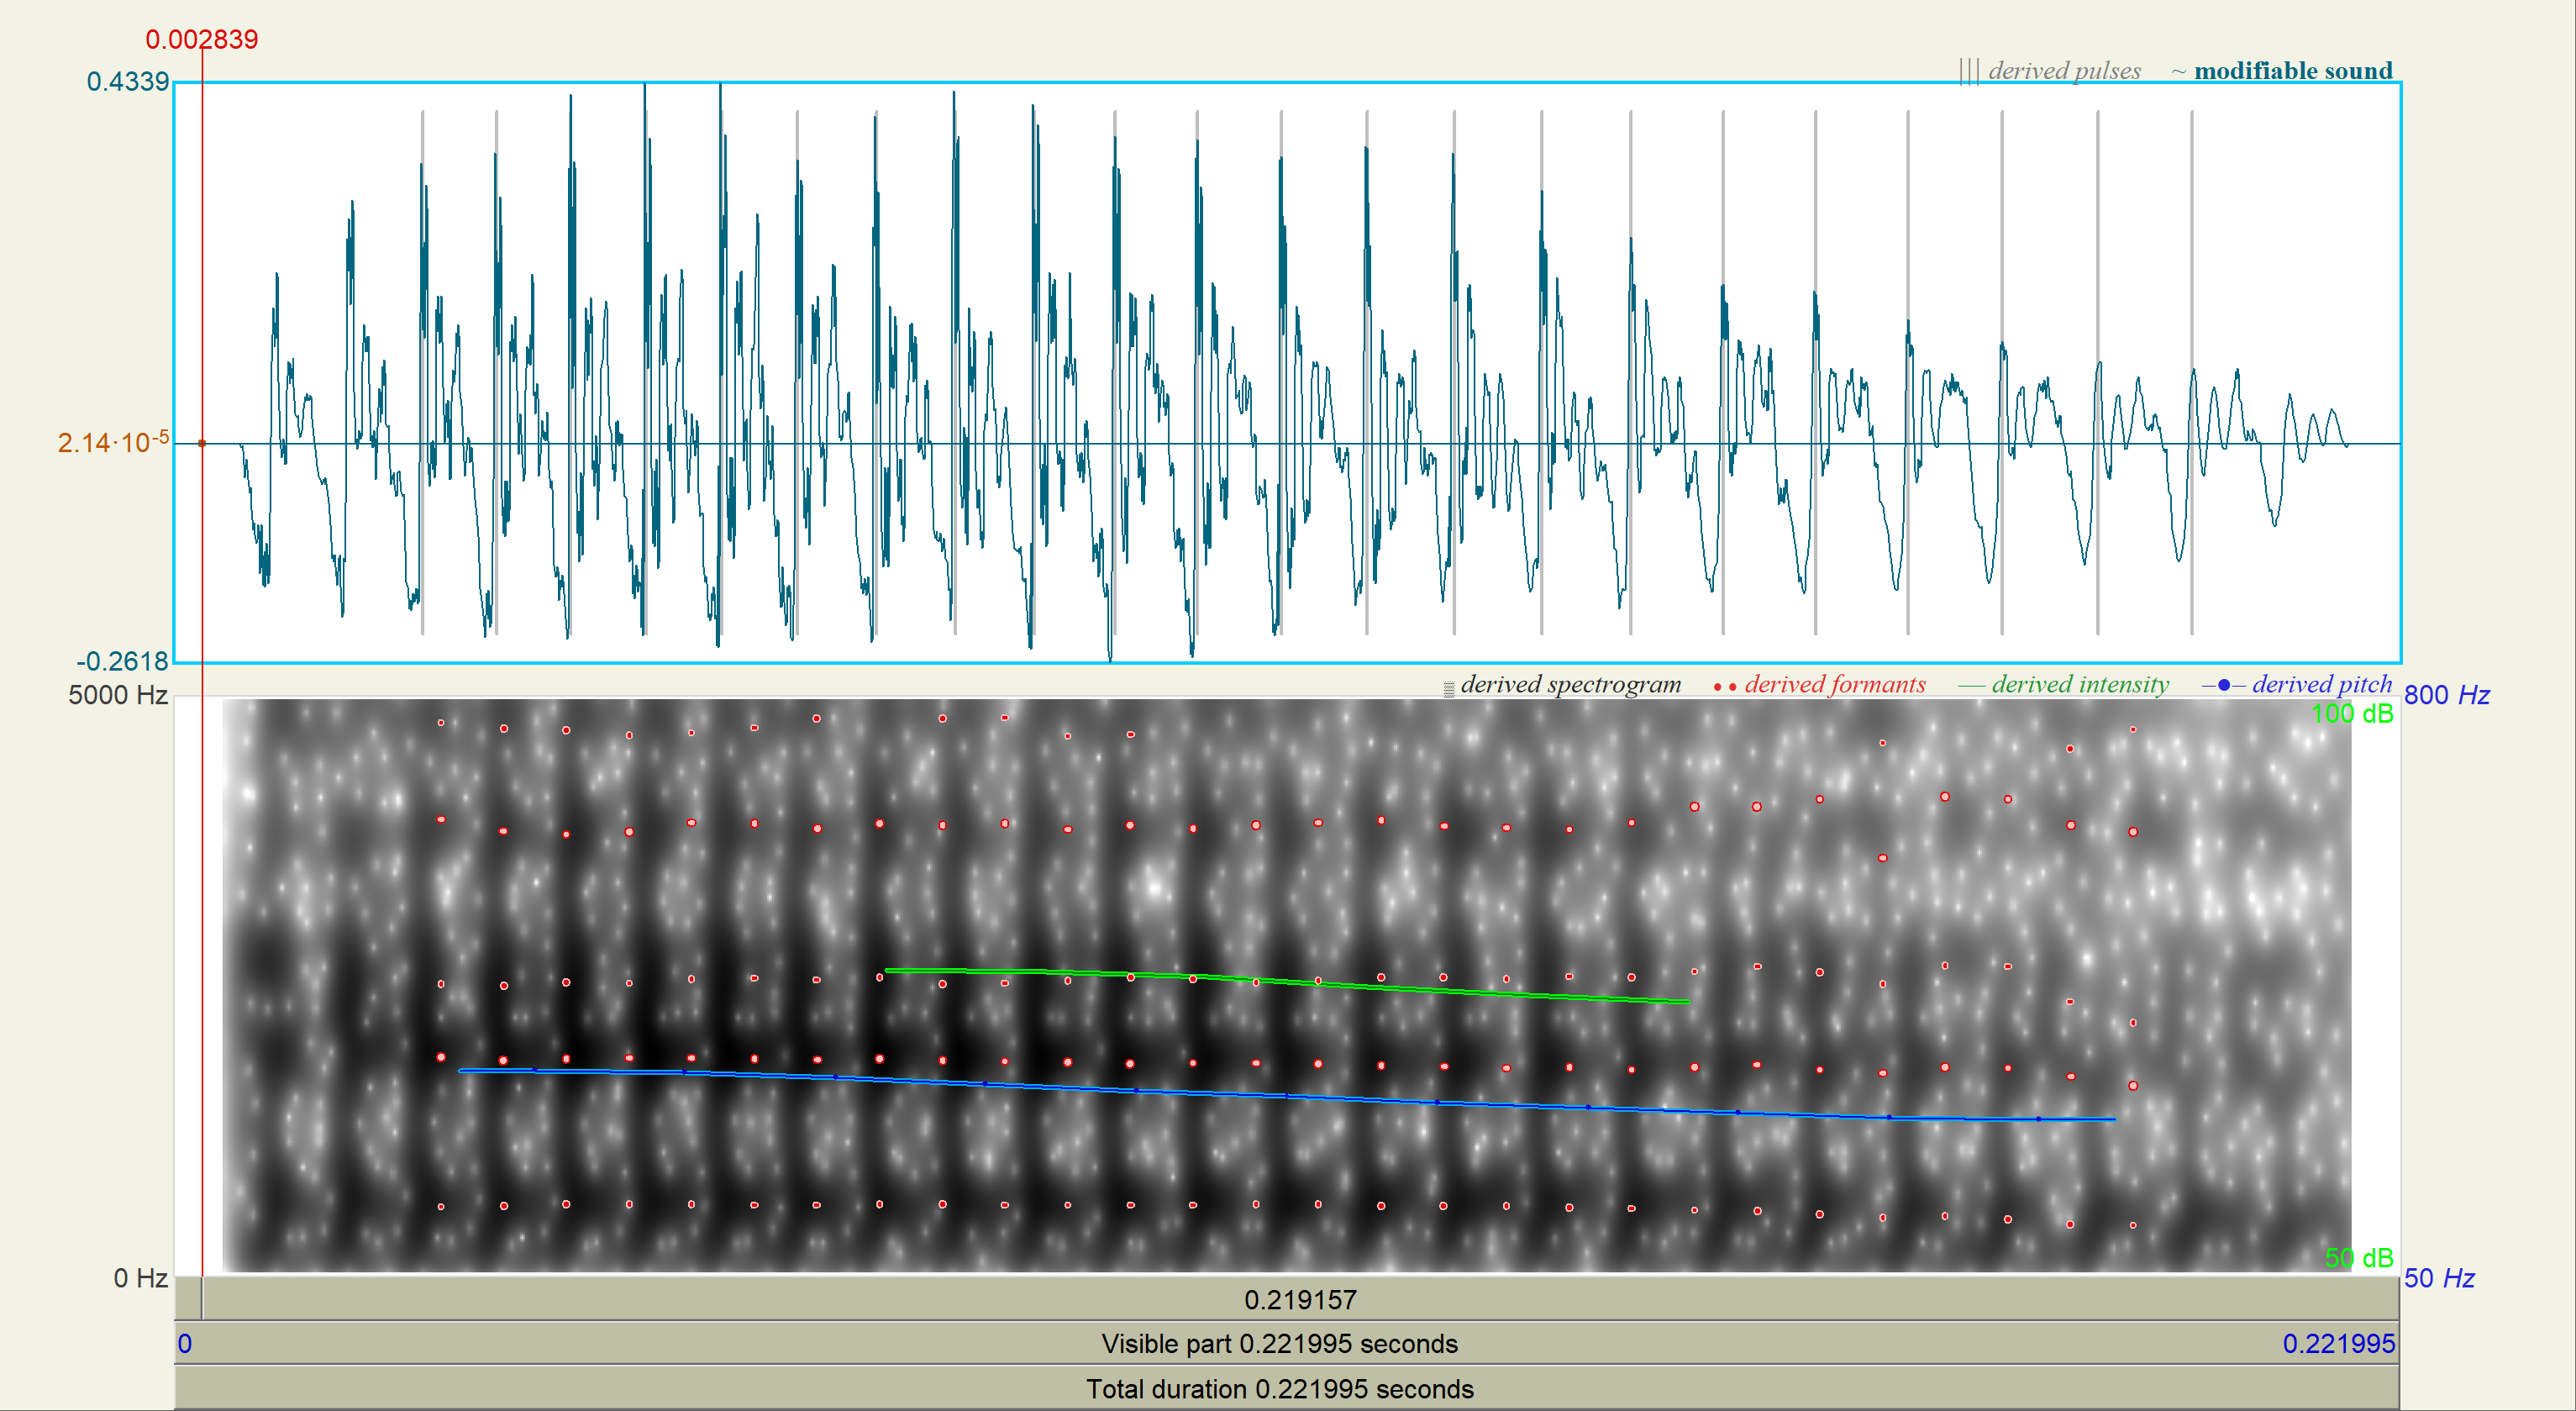 0.002839
0.4339
||| derived pulses ~ modifiable sound
2.14·10⁻⁵
-0.2618
derived spectrogram •• derived formants — derived intensity –●– derived pitch
5000 Hz 800 Hz
100 dB
50 dB
0 Hz 50 Hz
0.219157
0 Visible part 0.221995 seconds 0.221995
Total duration 0.221995 seconds